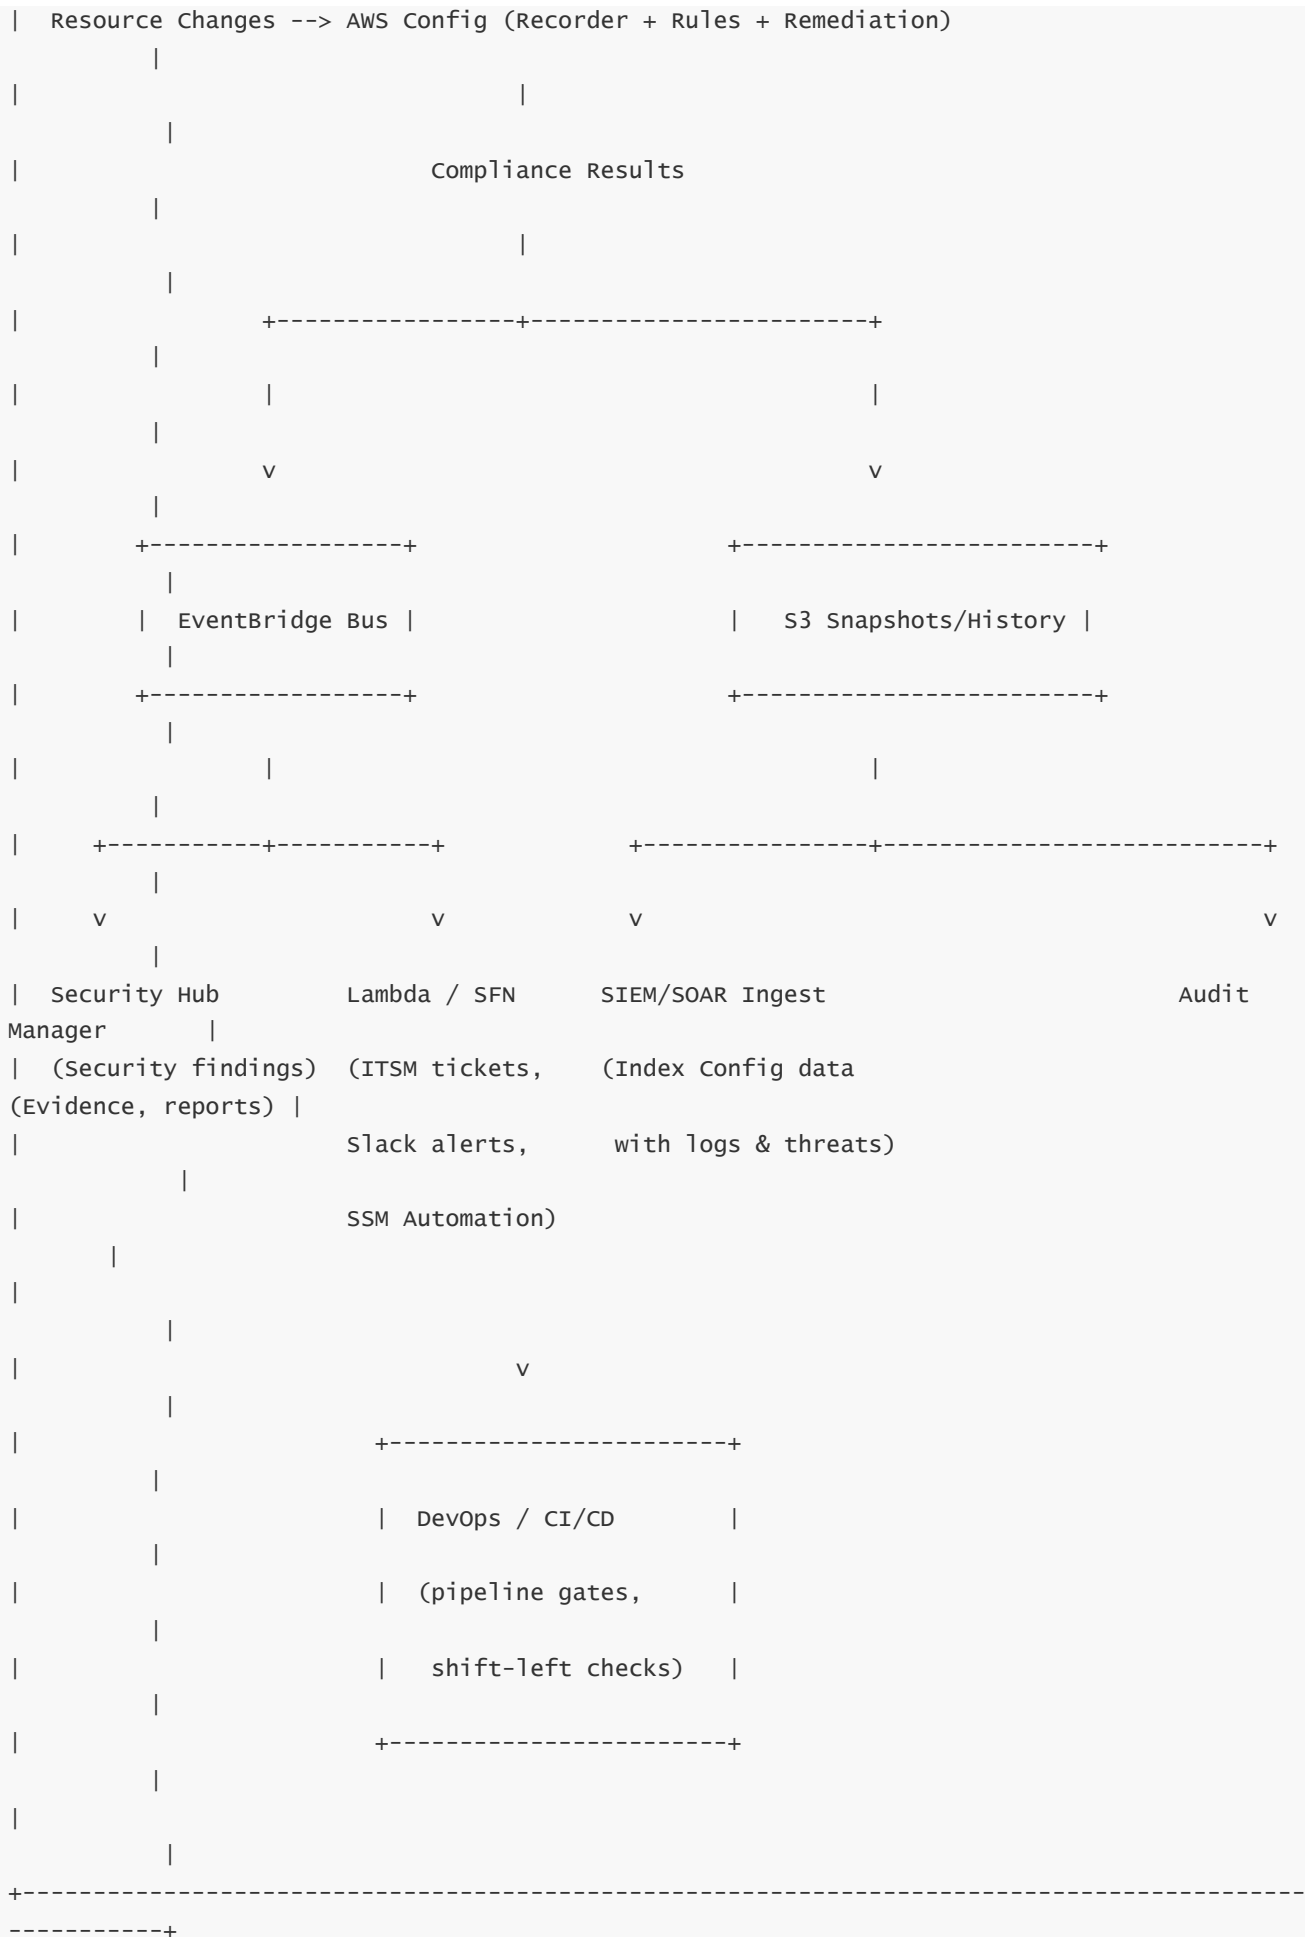 |  Resource Changes --> AWS Config (Recorder + Rules + Remediation)
          |
|                                   |
           |
|                             Compliance Results
          |
|                                   |
           |
|                 +-----------------+------------------------+
          |
|                 |                                          |
          |
|                 v                                          v
          |
|        +------------------+                      +-------------------------+
           |
|        |  EventBridge Bus |                      |   S3 Snapshots/History |
           |
|        +------------------+                      +-------------------------+
           |
|                 |                                          |
          |
|     +-----------+-----------+             +----------------+---------------------------+
          |
|     v                       v             v                                            v
          |
|  Security Hub         Lambda / SFN      SIEM/SOAR Ingest                         Audit
Manager       |
|  (Security findings)  (ITSM tickets,    (Index Config data
(Evidence, reports) |
|                       Slack alerts,      with logs & threats)
            |
|                       SSM Automation)
       |
|
           |
|                                   v
           |
|                         +------------------------+
          |
|                         |  DevOps / CI/CD        |
          |
|                         |  (pipeline gates,      |
          |
|                         |   shift-left checks)   |
          |
|                         +------------------------+
          |
|
           |
+-------------------------------------------------------------------------------------------
-----------+